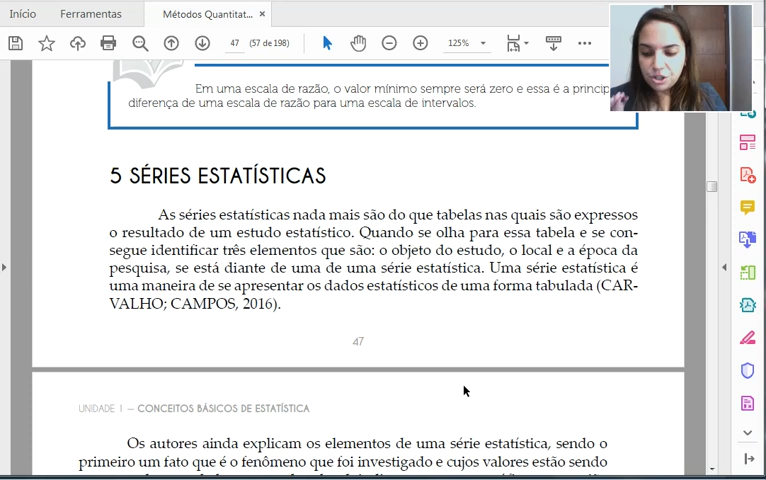 Início
Ferramentas
Métodos Quantitat...
×
47
(57 de 198)
125%
Em uma escala de razão, o valor mínimo sempre será zero e essa é a princip
diferença de uma escala de razão para uma escala de intervalos.
5 SÉRIES ESTATÍSTICAS
As séries estatísticas nada mais são do que tabelas nas quais são expressos
o resultado de um estudo estatístico. Quando se olha para essa tabela e se con-
segue identificar três elementos que são: o objeto do estudo, o local e a época da
pesquisa, se está diante de uma de uma série estatística. Uma série estatística é
uma maneira de se apresentar os dados estatísticos de uma forma tabulada (CAR-
VALHO; CAMPOS, 2016).
47
UNIDADE I – CONCEITOS BÁSICOS DE ESTATÍSTICA
Os autores ainda explicam os elementos de uma série estatística, sendo o
primeiro um fato que é o fenômeno que foi investigado e cujos valores estão sendo